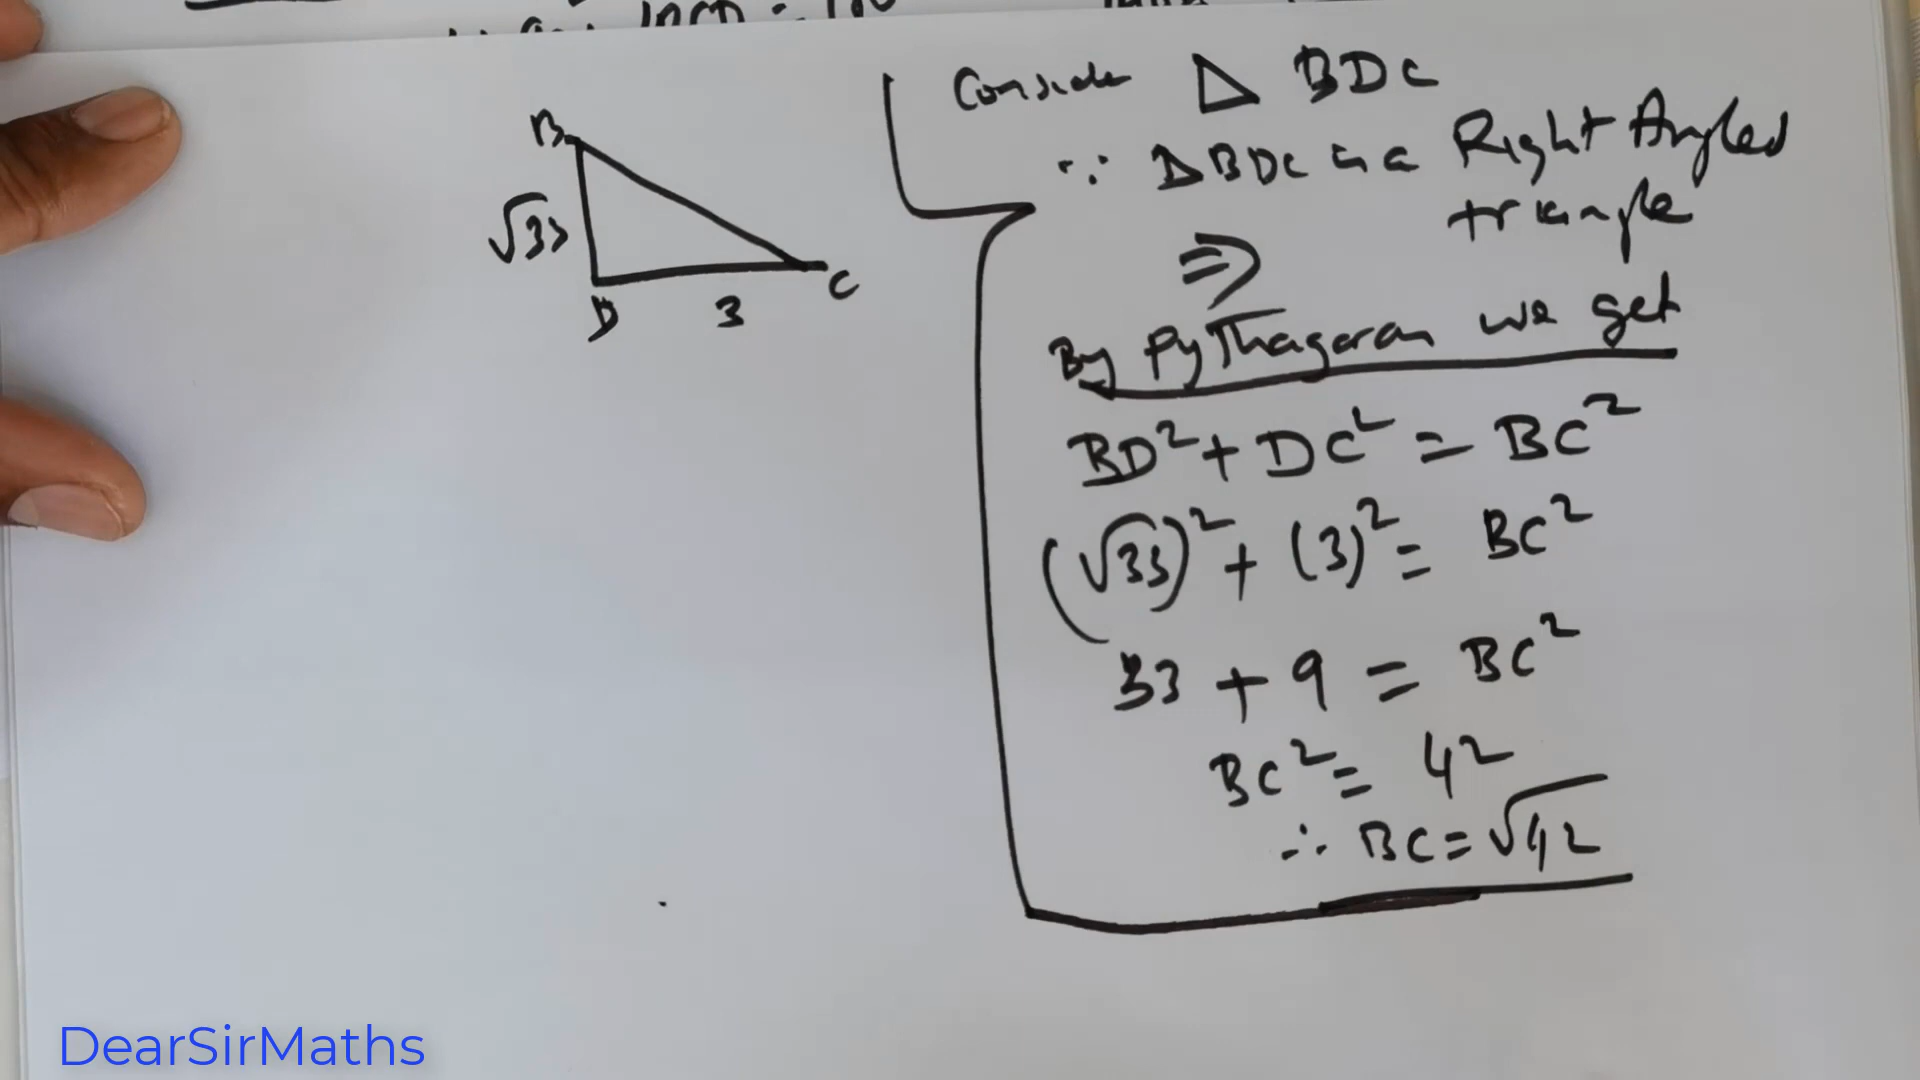 B
√33
D
3
C
Consider △ BDC
∵ △BDC is a Right Angled
triangle
⇒
By Pythagoran we get
BD² + DC² = BC²
(√33)² + (3)² = BC²
33 + 9 = BC²
BC² = 42
∴ BC = √42
DearSirMaths